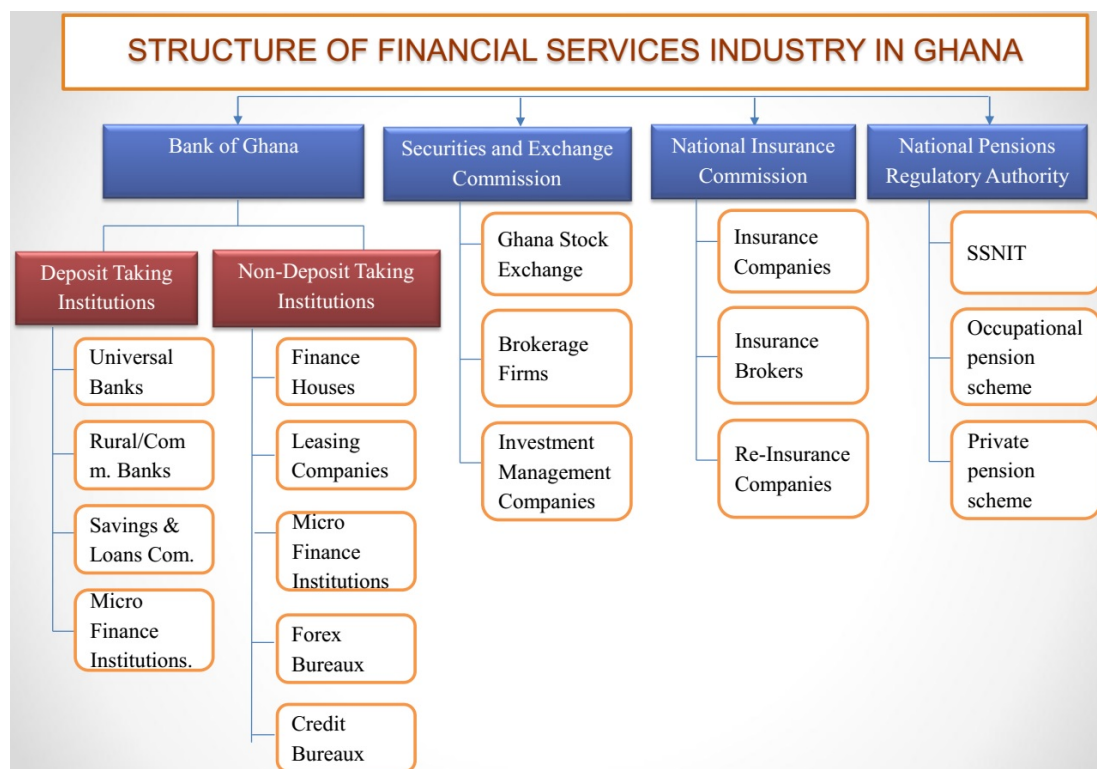 STRUCTURE OF FINANCIAL SERVICES INDUSTRY IN GHANA
Bank of Ghana
Securities and Exchange
Commission
National Insurance
Commission
National Pensions
Regulatory Authority
Deposit Taking
Institutions
Non-Deposit Taking
Institutions
Universal
Banks
Rural/Com
m. Banks
Savings &
Loans Com.
Micro
Finance
Institutions.
Finance
Houses
Leasing
Companies
Micro
Finance
Institutions
Forex
Bureaux
Credit
Bureaux
Ghana Stock
Exchange
Brokerage
Firms
Investment
Management
Companies
Insurance
Companies
Insurance
Brokers
Re-Insurance
Companies
SSNIT
Occupational
pension
scheme
Private
pension
scheme